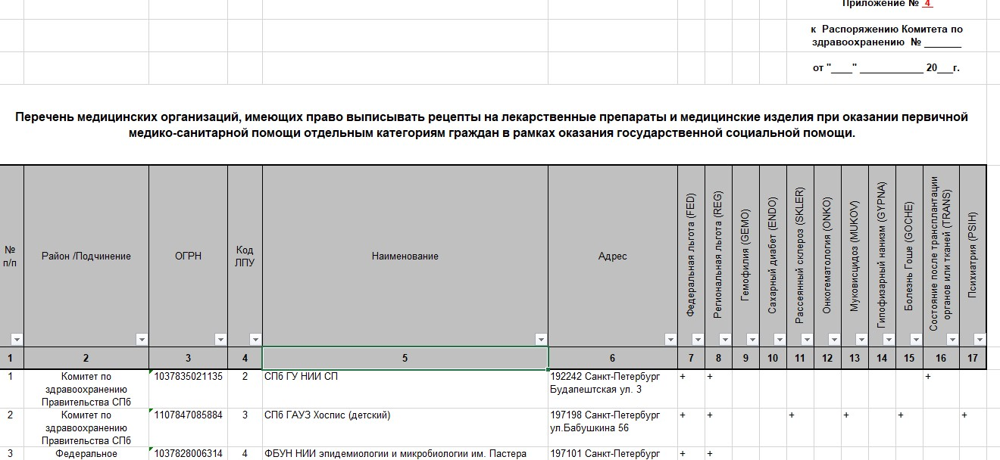 Приложение № 4
к Распоряжению Комитета по
здравоохранению № _______
от "____" ____________ 20___г.
Перечень медицинских организаций, имеющих право выписывать рецепты на лекарственные препараты и медицинские изделия при оказании первичной
медико-санитарной помощи отдельным категориям граждан в рамках оказания государственной социальной помощи.
№
п/п
Район /Подчинение
ОГРН
Код
ЛПУ
Наименование
Адрес
Федеральная льгота (FED)
Региональная льгота (REG)
Гемофилия (GEMO)
Сахарный диабет (ENDO)
Рассеянный склероз (SKLER)
Онкогематология (ONKO)
Муковисцидоз (MUKOV)
Гипофизарный нанизм (GYPNA)
Болезнь Гоше (GOCHE)
Состояние после трансплантации
органов или тканей (TRANS)
Психиатрия (PSIH)
1 2 3 4 5 6 7 8 9 10 11 12 13 14 15 16 17
1 Комитет по 1037835021135 2 СПб ГУ НИИ СП 192242 Санкт-Петербург + + +
здравоохранению Будапештская ул. 3
Правительства СПб
2 Комитет по 1107847085884 3 СПб ГАУЗ Хоспис (детский) 197198 Санкт-Петербург + + + + + +
здравоохранению ул.Бабушкина 56
Правительства СПб
3 Федеральное 1037828006314 4 ФБУН НИИ эпидемиологии и микробиологии им. Пастера 197101 Санкт-Петербург + +